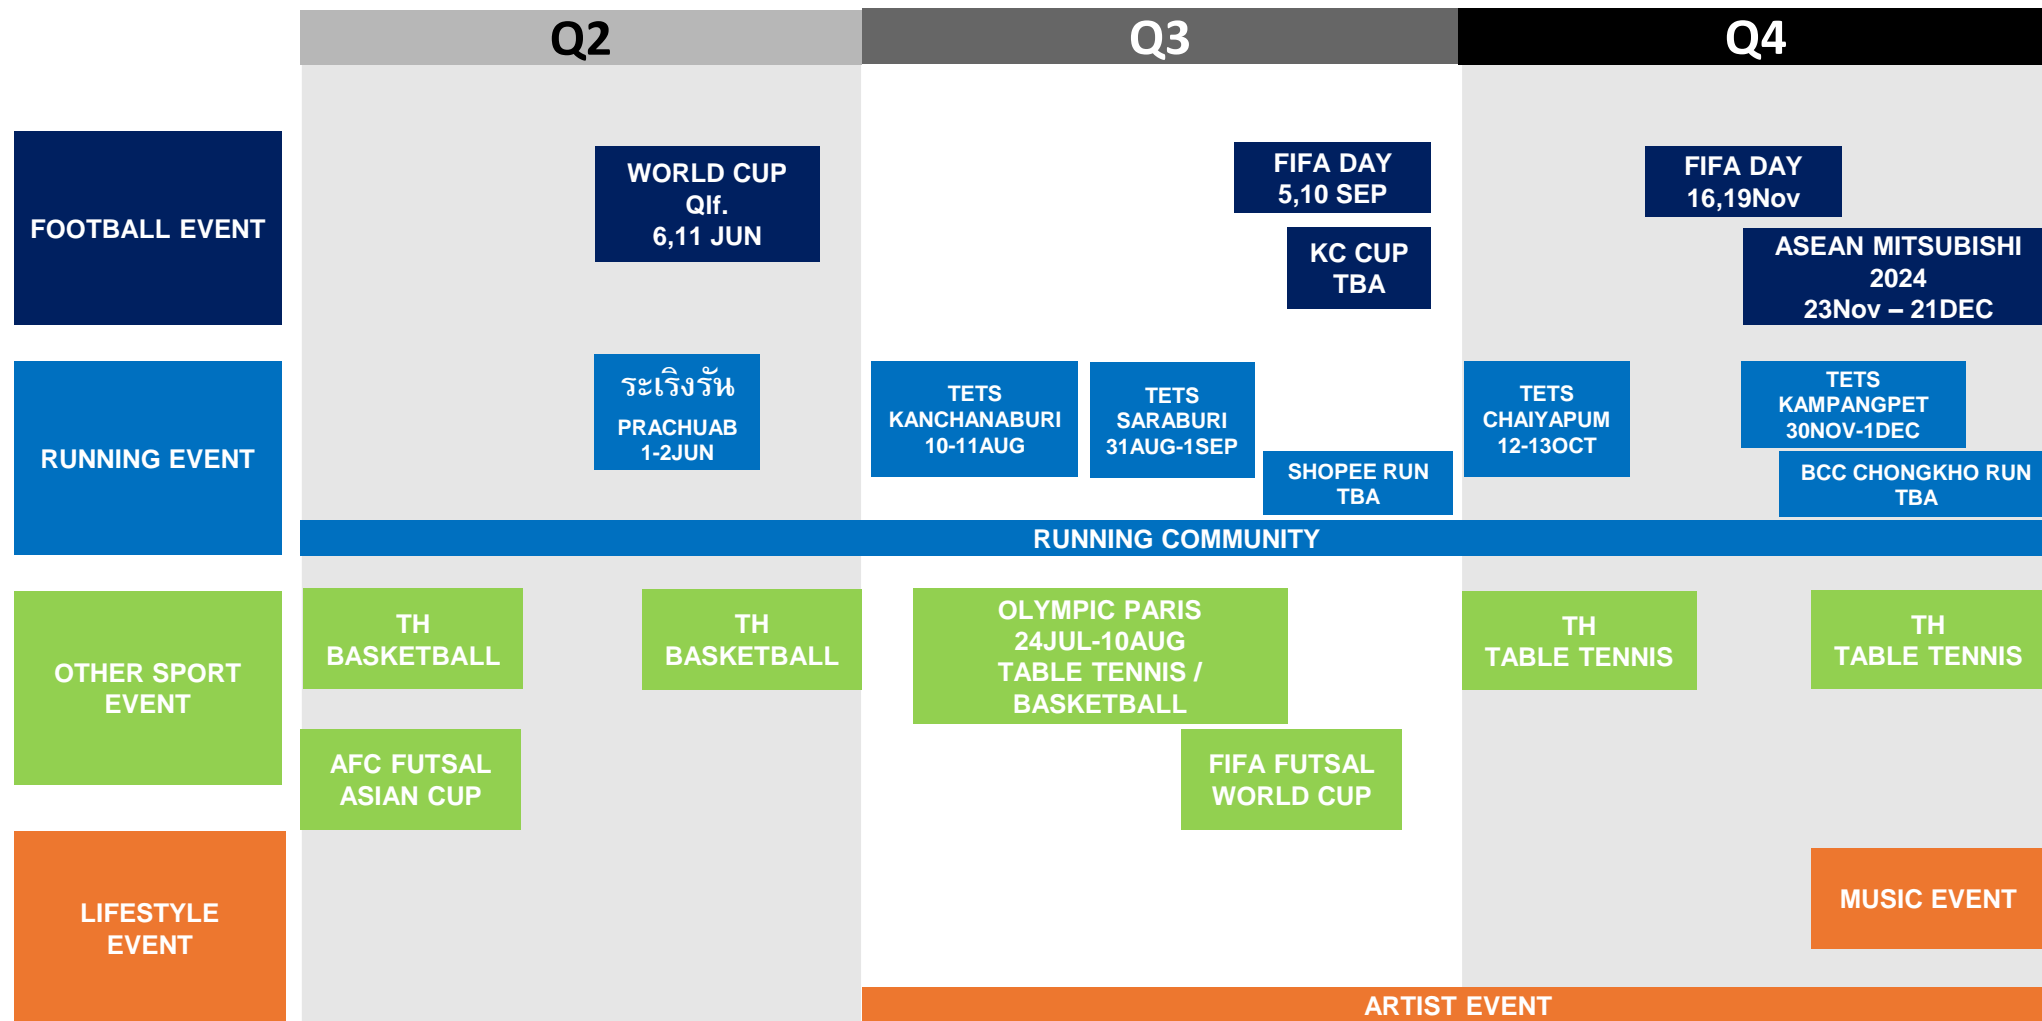 Q2
Q3
Q4
FOOTBALL EVENT
WORLD CUP
Qlf.
6,11 JUN
FIFA DAY
5,10 SEP
KC CUP
TBA
FIFA DAY
16,19Nov
ASEAN MITSUBISHI
2024
23Nov – 21DEC
RUNNING EVENT
ระเริงรัน
PRACHUAB
1-2JUN
TETS
KANCHANABURI
10-11AUG
TETS
SARABURI
31AUG-1SEP
SHOPEE RUN
TBA
TETS
CHAIYAPUM
12-13OCT
TETS
KAMPANGPET
30NOV-1DEC
BCC CHONGKHO RUN
TBA
RUNNING COMMUNITY
OTHER SPORT
EVENT
TH
BASKETBALL
TH
BASKETBALL
OLYMPIC PARIS
24JUL-10AUG
TABLE TENNIS /
BASKETBALL
TH
TABLE TENNIS
TH
TABLE TENNIS
AFC FUTSAL
ASIAN CUP
FIFA FUTSAL
WORLD CUP
LIFESTYLE
EVENT
MUSIC EVENT
ARTIST EVENT